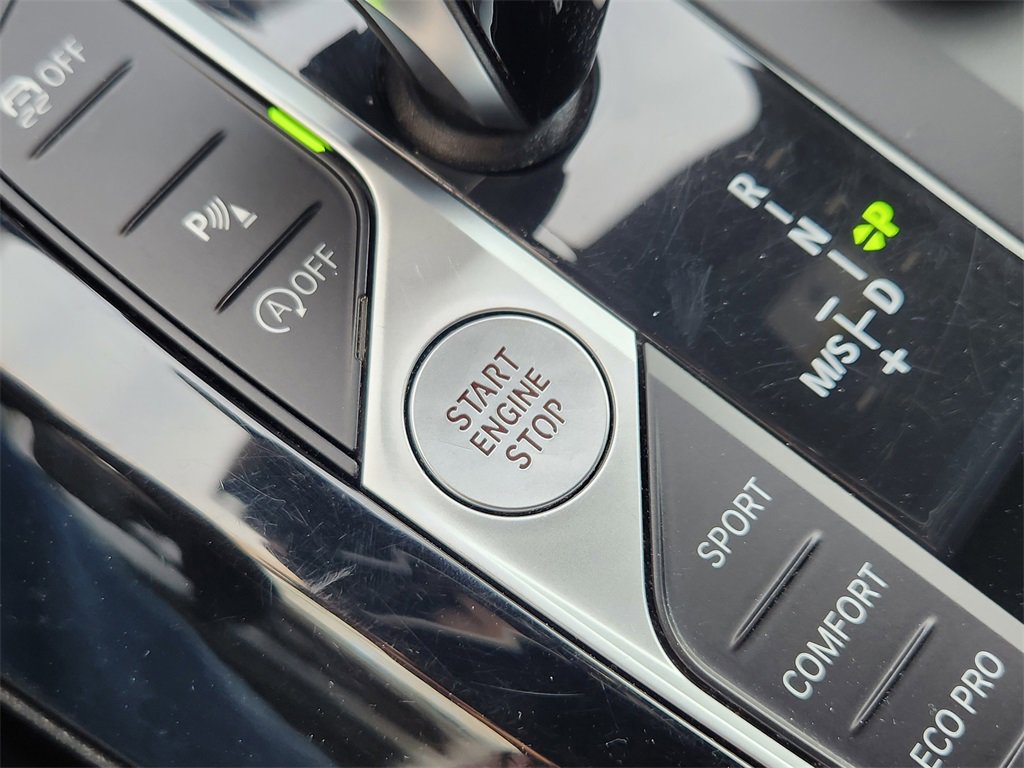 OFF
P
A OFF
START
ENGINE
STOP
R
N
P
D
M/S
+
-
SPORT
COMFORT
ECO PRO